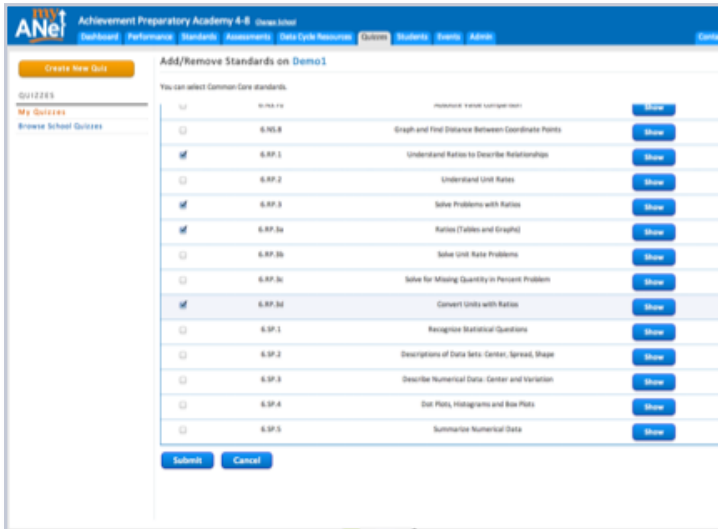 my
ANet
Achievement Preparatory Academy 4-8 Change School
Dashboard Performance Standards Assessments Data Cycle Resources Quizzes Students Events Admin
Create New Quiz
Add/Remove Standards on Demo1
You can select Common Core standards.
QUIZZES
My Quizzes
Browse School Quizzes
Absolute Value Comparison Show
6.NS.8 Graph and Find Distance Between Coordinate Points Show
6.RP.1 Understand Ratios to Describe Relationships Show
6.RP.2 Understand Unit Rates Show
6.RP.3 Solve Problems with Ratios Show
6.RP.3a Ratios (Tables and Graphs) Show
6.RP.3b Solve Unit Rate Problems Show
6.RP.3c Solve for Missing Quantity in Percent Problem Show
6.RP.3d Convert Units with Ratios Show
6.SP.1 Recognize Statistical Questions Show
6.SP.2 Descriptions of Data Sets: Center, Spread, Shape Show
6.SP.3 Describe Numerical Data: Center and Variation Show
6.SP.4 Dot Plots, Histograms and Box Plots Show
6.SP.5 Summarize Numerical Data Show
Submit Cancel